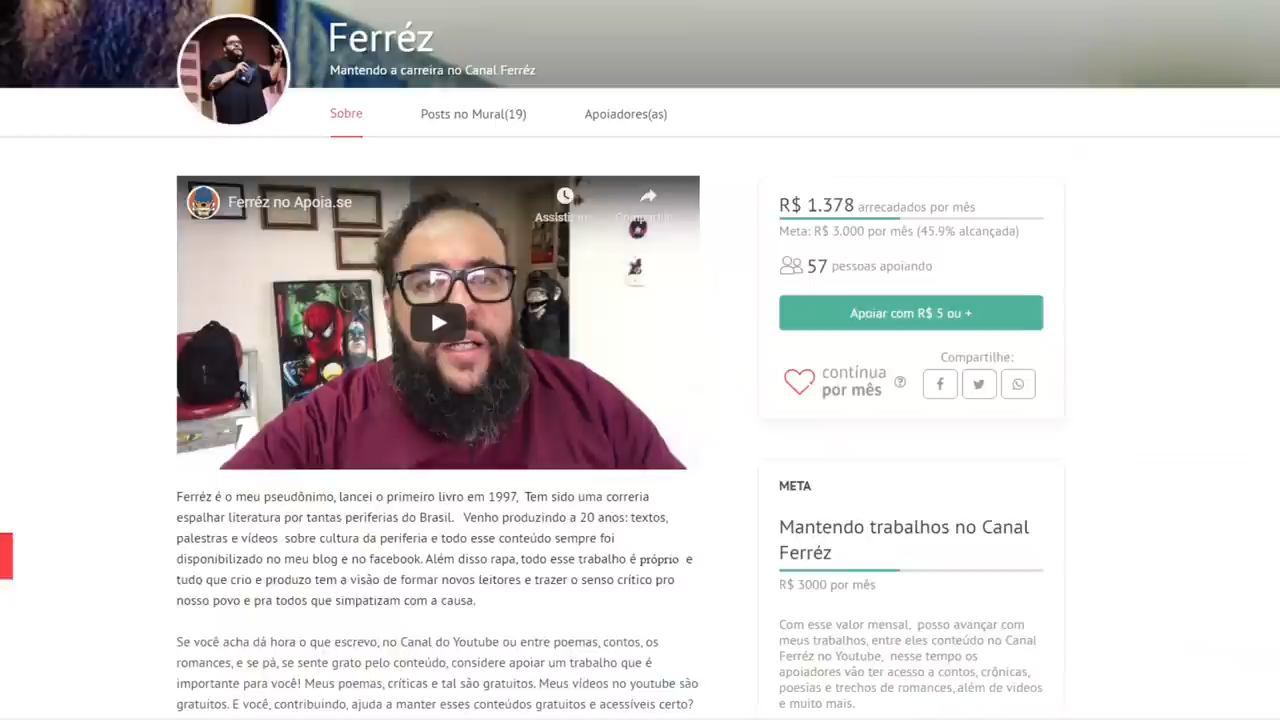 Ferréz
Mantendo a carreira no Canal Ferréz
Sobre
Posts no Mural(19)
Apoiadores(as)
Ferréz no Apoia.se
Assistir
Compartilh
Ferréz é o meu pseudônimo, lancei o primeiro livro em 1997, Tem sido uma correria
espalhar literatura por tantas periferias do Brasil. Venho produzindo a 20 anos: textos,
palestras e vídeos sobre cultura da periferia e todo esse conteúdo sempre foi
disponibilizado no meu blog e no facebook. Além disso rapa, todo esse trabalho é próprio e
tudo que crio e produzo tem a visão de formar novos leitores e trazer o senso crítico pro
nosso povo e pra todos que simpatizam com a causa.
Se você acha dá hora o que escrevo, no Canal do Youtube ou entre poemas, contos, os
romances, e se pá, se sente grato pelo conteúdo, considere apoiar um trabalho que é
importante para você! Meus poemas, críticas e tal são gratuitos. Meus vídeos no youtube são
gratuitos. E você, contribuindo, ajuda a manter esses conteúdos gratuitos e acessíveis certo?
R$ 1.378 arrecadados por mês
Meta: R$ 3.000 por mês (45.9% alcançada)
57 pessoas apoiando
Apoiar com R$ 5 ou +
contínua
por mês
Compartilhe:
META
Mantendo trabalhos no Canal
Ferréz
R$ 3000 por mês
Com esse valor mensal, posso avançar com
meus trabalhos, entre eles conteúdo no Canal
Ferréz no Youtube, nesse tempo os
apoiadores vão ter acesso a contos, crônicas,
poesias e trechos de romances, além de videos
e muito mais.